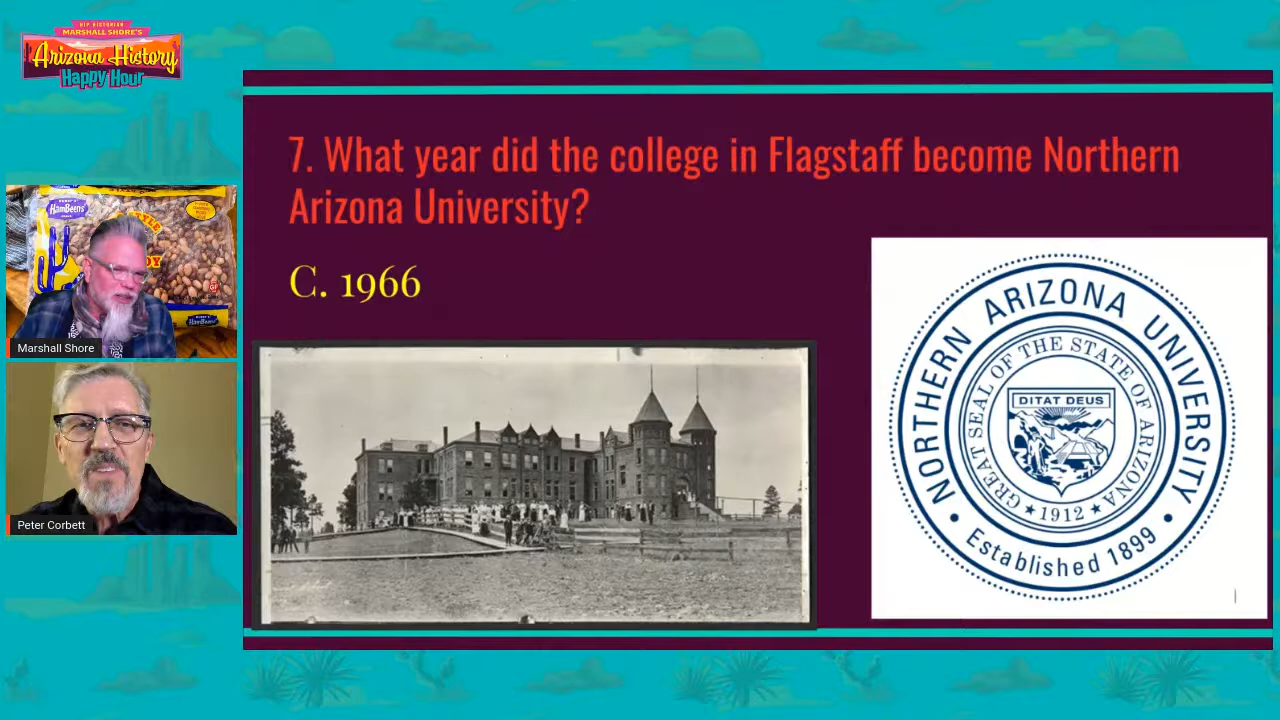 HIP HISTORIAN
MARSHALL SHORE'S
Arizona History
Happy Hour
7. What year did the college in Flagstaff become Northern
Arizona University?
C. 1966
HamBeens
HamBeens
Marshall Shore
Peter Corbett
NORTHERN ARIZONA UNIVERSITY
GREAT SEAL OF THE STATE OF ARIZONA
DITAT DEUS
★ 1912 ★
• Established 1899 •